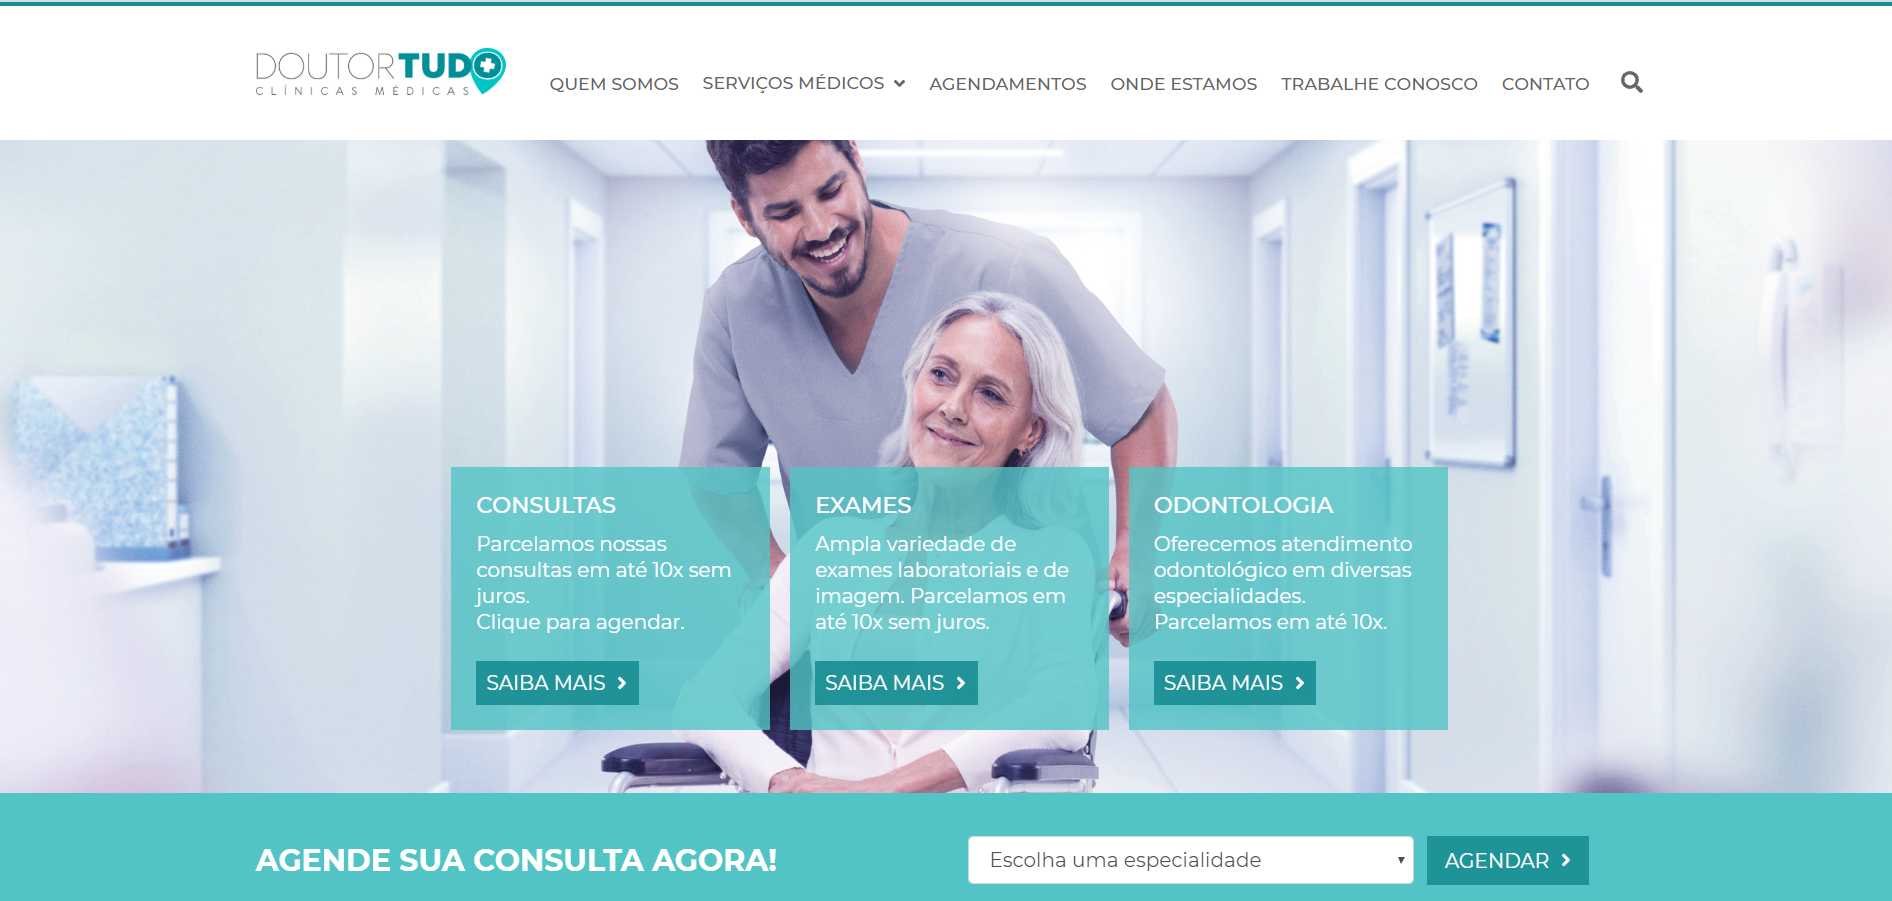 DOUTORTUDO
CLÍNICAS MÉDICAS
QUEM SOMOS
SERVIÇOS MÉDICOS
AGENDAMENTOS
ONDE ESTAMOS
TRABALHE CONOSCO
CONTATO
CONSULTAS
Parcelamos nossas
consultas em até 10x sem
juros.
Clique para agendar.
SAIBA MAIS
EXAMES
Ampla variedade de
exames laboratoriais e de
imagem. Parcelamos em
até 10x sem juros.
SAIBA MAIS
ODONTOLOGIA
Oferecemos atendimento
odontológico em diversas
especialidades.
Parcelamos em até 10x.
SAIBA MAIS
AGENDE SUA CONSULTA AGORA!
Escolha uma especialidade
AGENDAR